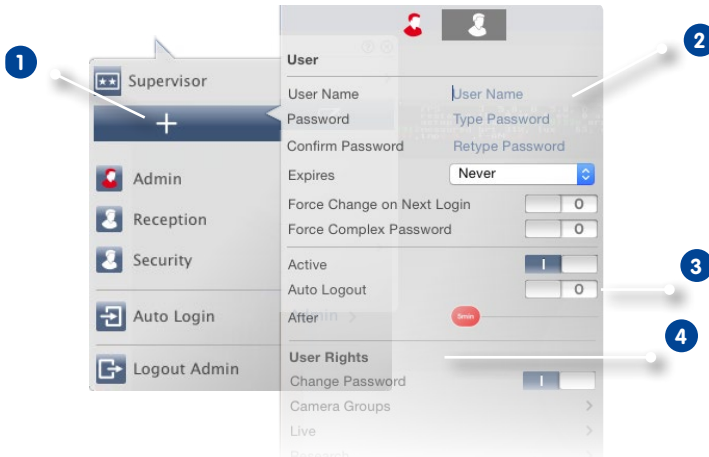 1
2
3
4
Supervisor
+
Admin
Reception
Security
Auto Login
Logout Admin
User
User Name User Name
Password Type Password
Confirm Password Retype Password
Expires Never
Force Change on Next Login 0
Force Complex Password 0
Active I
Auto Logout 0
After 5min
Admin >
User Rights
Change Password I
Camera Groups >
Live >
Research